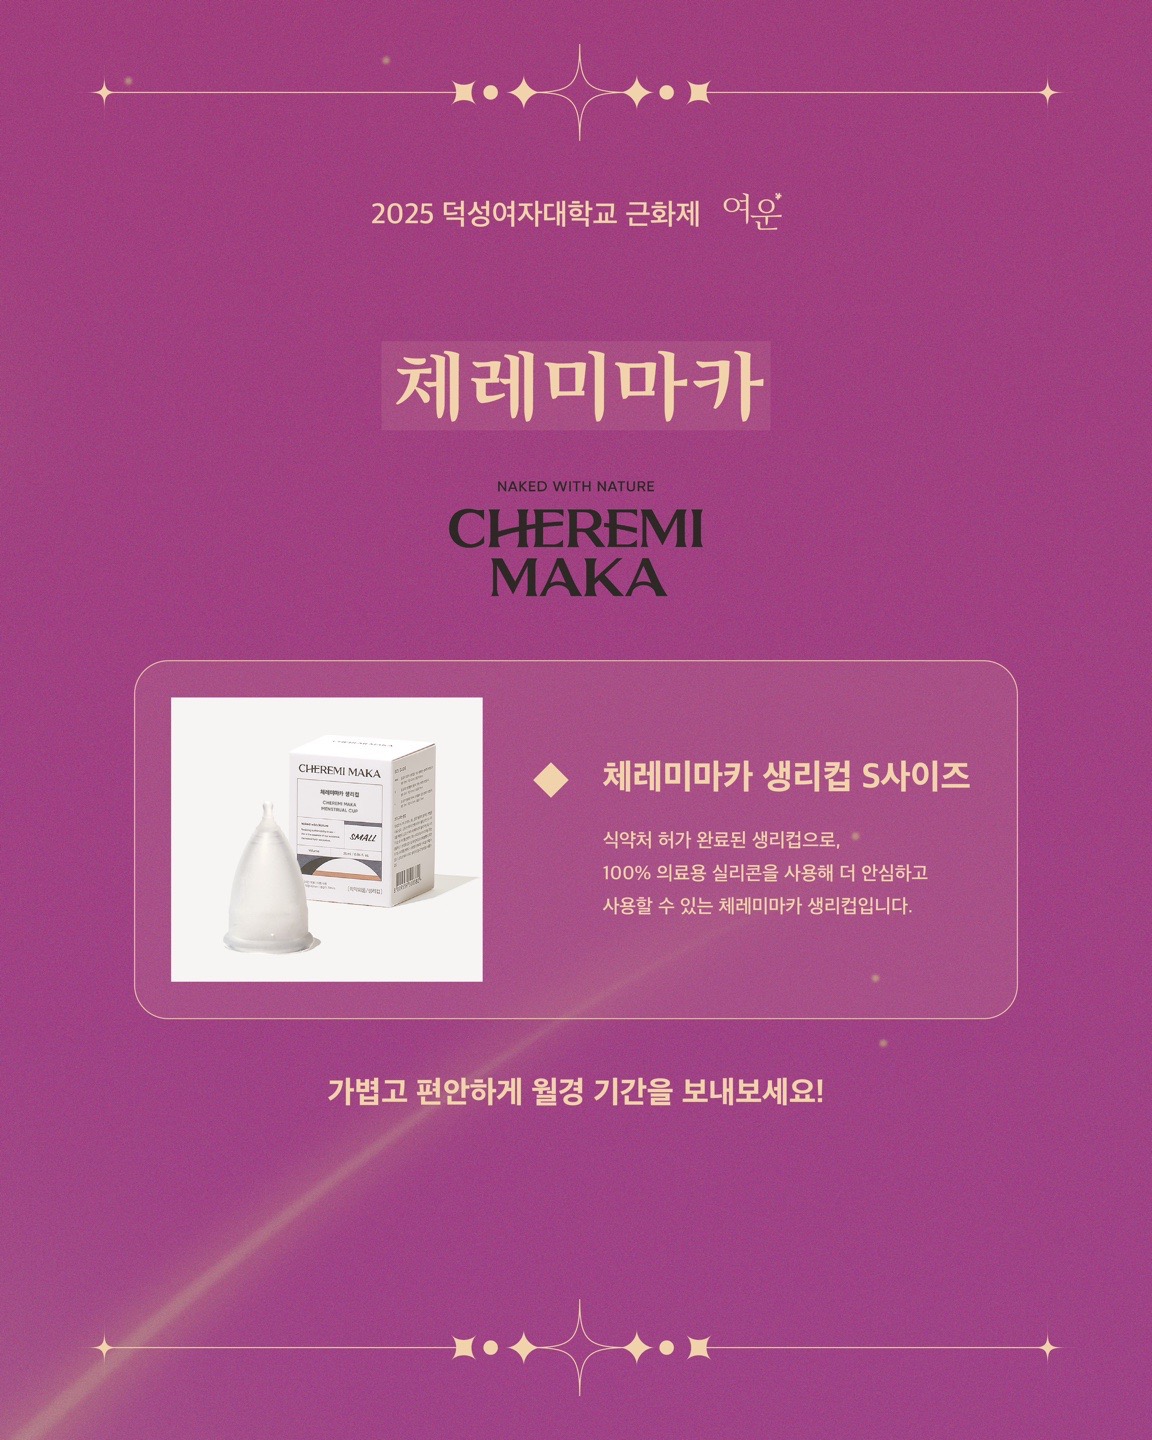 2025 덕성여자대학교 근화제 여운
체레미마카
NAKED WITH NATURE
CHEREMI
MAKA
CHEREMI MAKA
체레미마카 생리컵
CHEREMI MAKA
MENSTRUAL CUP
SMALL
체레미마카 생리컵 S사이즈
식약처 허가 완료된 생리컵으로,
100% 의료용 실리콘을 사용해 더 안심하고
사용할 수 있는 체레미마카 생리컵입니다.
가볍고 편안하게 월경 기간을 보내보세요!